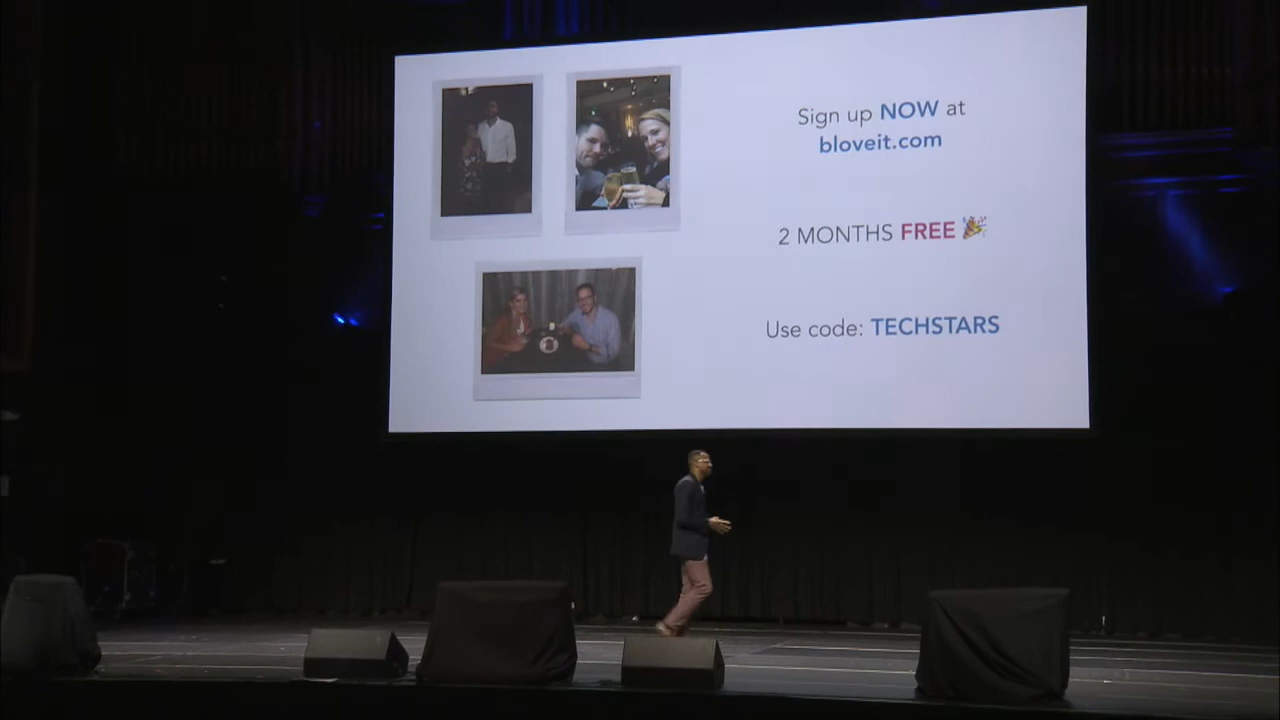 Sign up NOW at
bloveit.com
2 MONTHS FREE 🎉
Use code: TECHSTARS